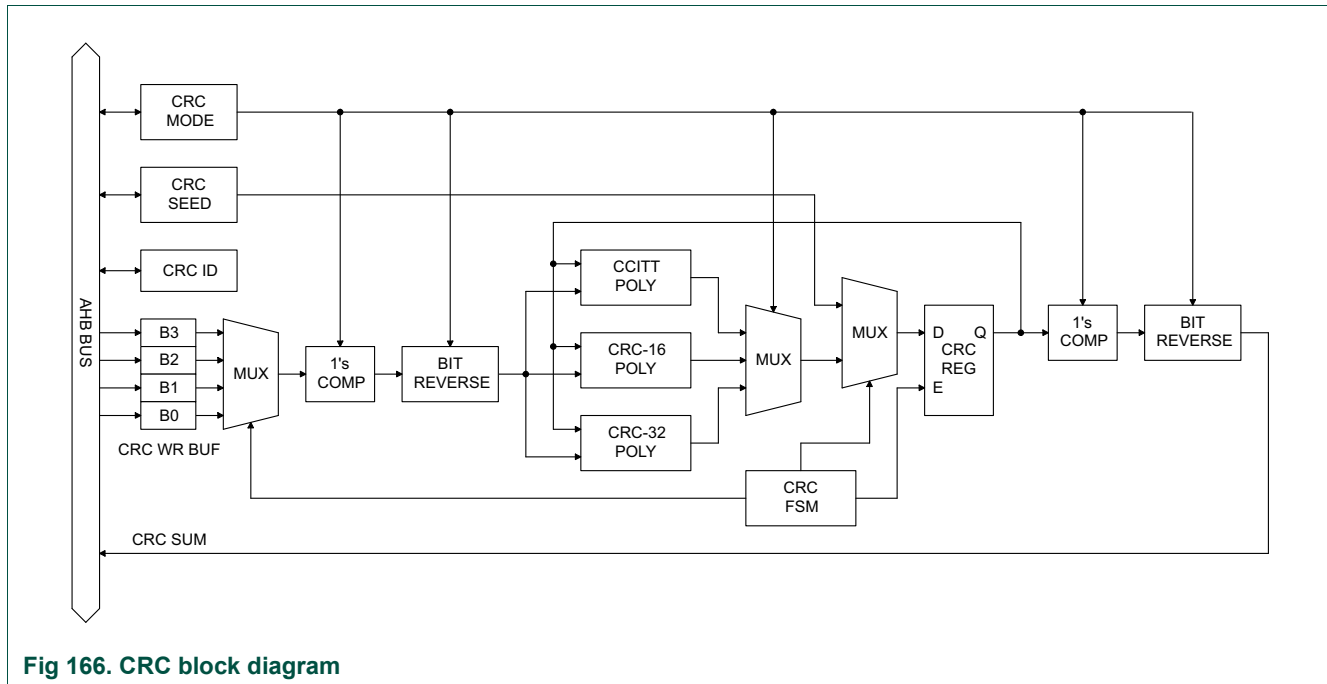 CRC
MODE
CRC
SEED
CRC ID
AHB BUS
B3
B2
B1
B0
CRC WR BUF
MUX
1's
COMP
BIT
REVERSE
CCITT
POLY
CRC-16
POLY
CRC-32
POLY
MUX
MUX
D Q
CRC
REG
E
1's
COMP
BIT
REVERSE
CRC
FSM
CRC SUM
Fig 166. CRC block diagram